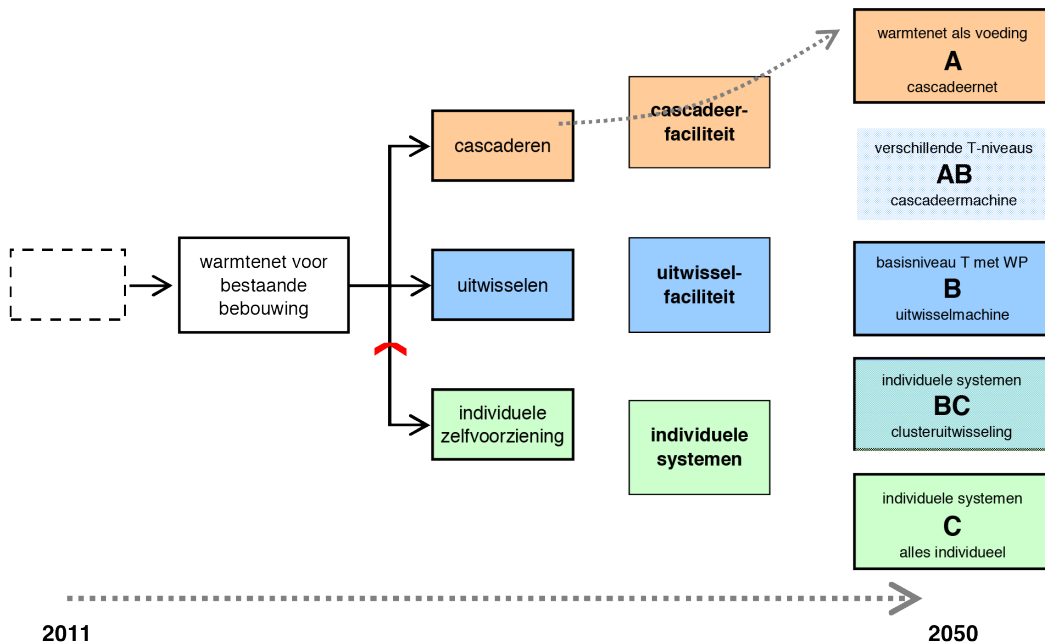 warmtenet voor
bestaande
bebouwing
cascaderen
uitwisselen
individuele
zelfvoorziening
cascadeer-
faciliteit
uitwissel-
faciliteit
individuele
systemen
warmtenet als voeding
A
cascadeernet
verschillende T-niveaus
AB
cascadeermachine
basisniveau T met WP
B
uitwisselmachine
individuele systemen
BC
clusteruitwisseling
individuele systemen
C
alles individueel
2011
2050